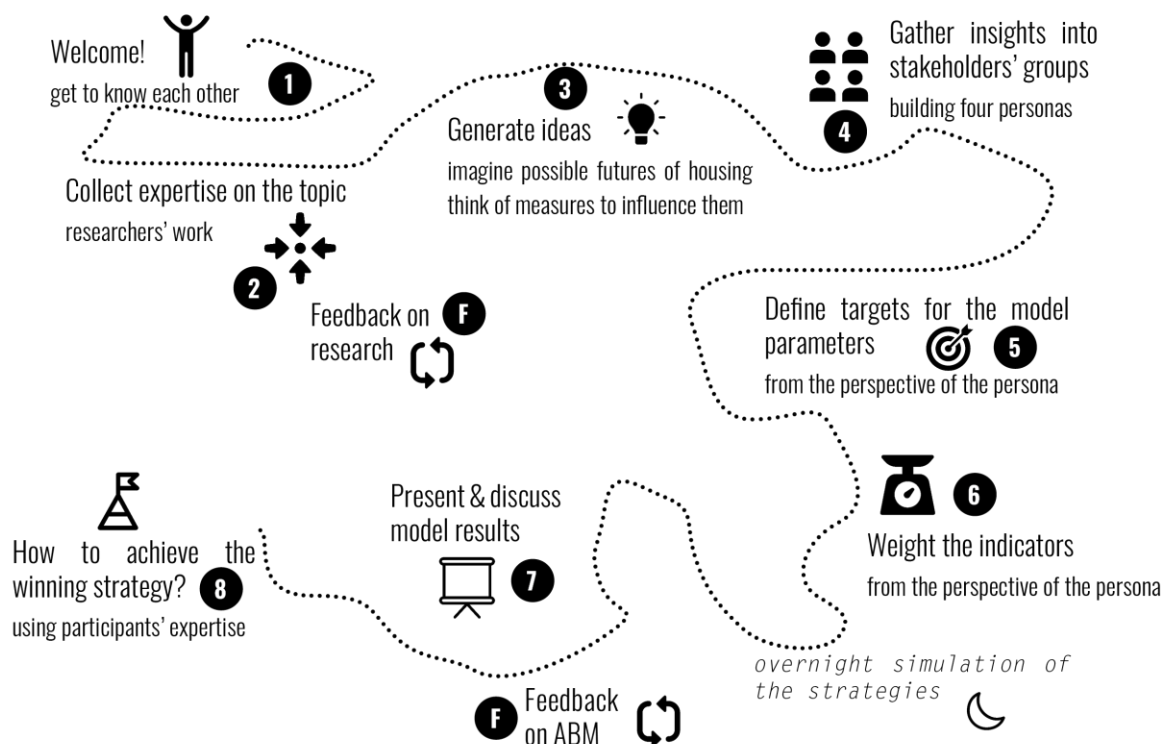 Welcome!
get to know each other
1
Collect expertise on the topic
researchers' work
2
Feedback on
research
F
3
Generate ideas
imagine possible futures of housing
think of measures to influence them
Gather insights into
stakeholders' groups
building four personas
4
Define targets for the model
parameters
5
from the perspective of the persona
6
Weight the indicators
from the perspective of the persona
overnight simulation of
the strategies
Present & discuss
model results
7
F
Feedback
on ABM
How to achieve the
winning strategy?
8
using participants' expertise